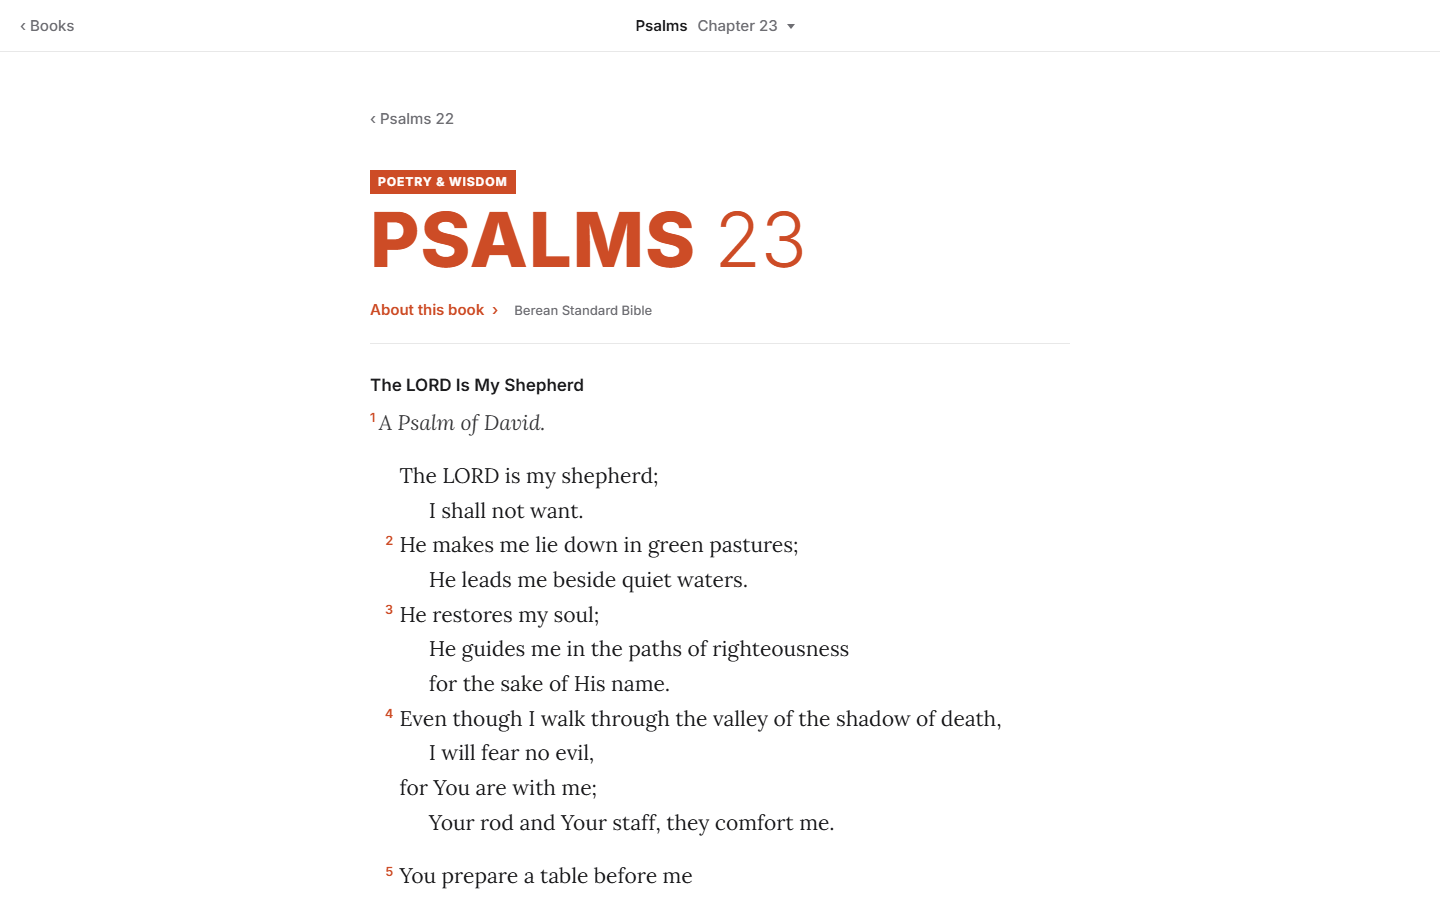 ‹ Books
Psalms Chapter 23
‹ Psalms 22
POETRY & WISDOM
PSALMS 23
About this book ›
Berean Standard Bible
The LORD Is My Shepherd
1 A Psalm of David.
The LORD is my shepherd;
I shall not want.
2 He makes me lie down in green pastures;
He leads me beside quiet waters.
3 He restores my soul;
He guides me in the paths of righteousness
for the sake of His name.
4 Even though I walk through the valley of the shadow of death,
I will fear no evil,
for You are with me;
Your rod and Your staff, they comfort me.
5 You prepare a table before me